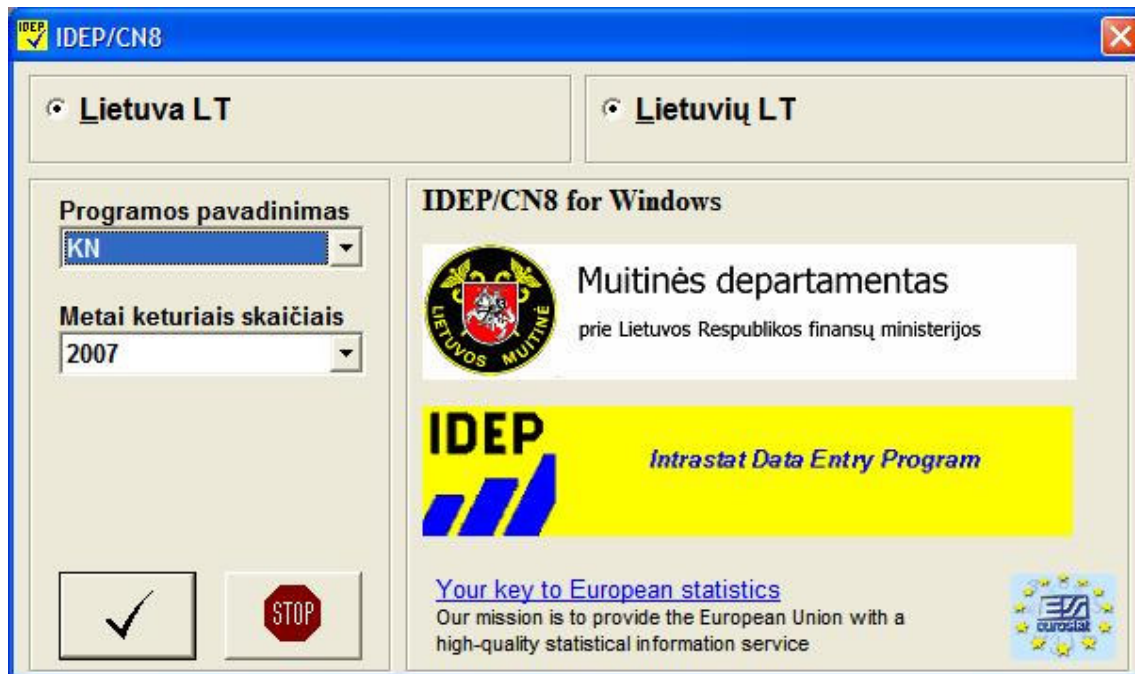 IDEP
IDEP/CN8
Lietuva LT
Lietuvių LT
Programos pavadinimas
KN
Metai keturiais skaičiais
2007
STOP
IDEP/CN8 for Windows
LIETUVOS MUITINĖ
Muitinės departamentas
prie Lietuvos Respublikos finansų ministerijos
IDEP
Intrastat Data Entry Program
Your key to European statistics
Our mission is to provide the European Union with a
high-quality statistical information service
eurostat